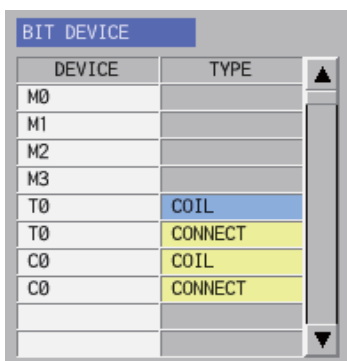 BIT DEVICE
DEVICE TYPE
M0
M1
M2
M3
T0 COIL
T0 CONNECT
C0 COIL
C0 CONNECT